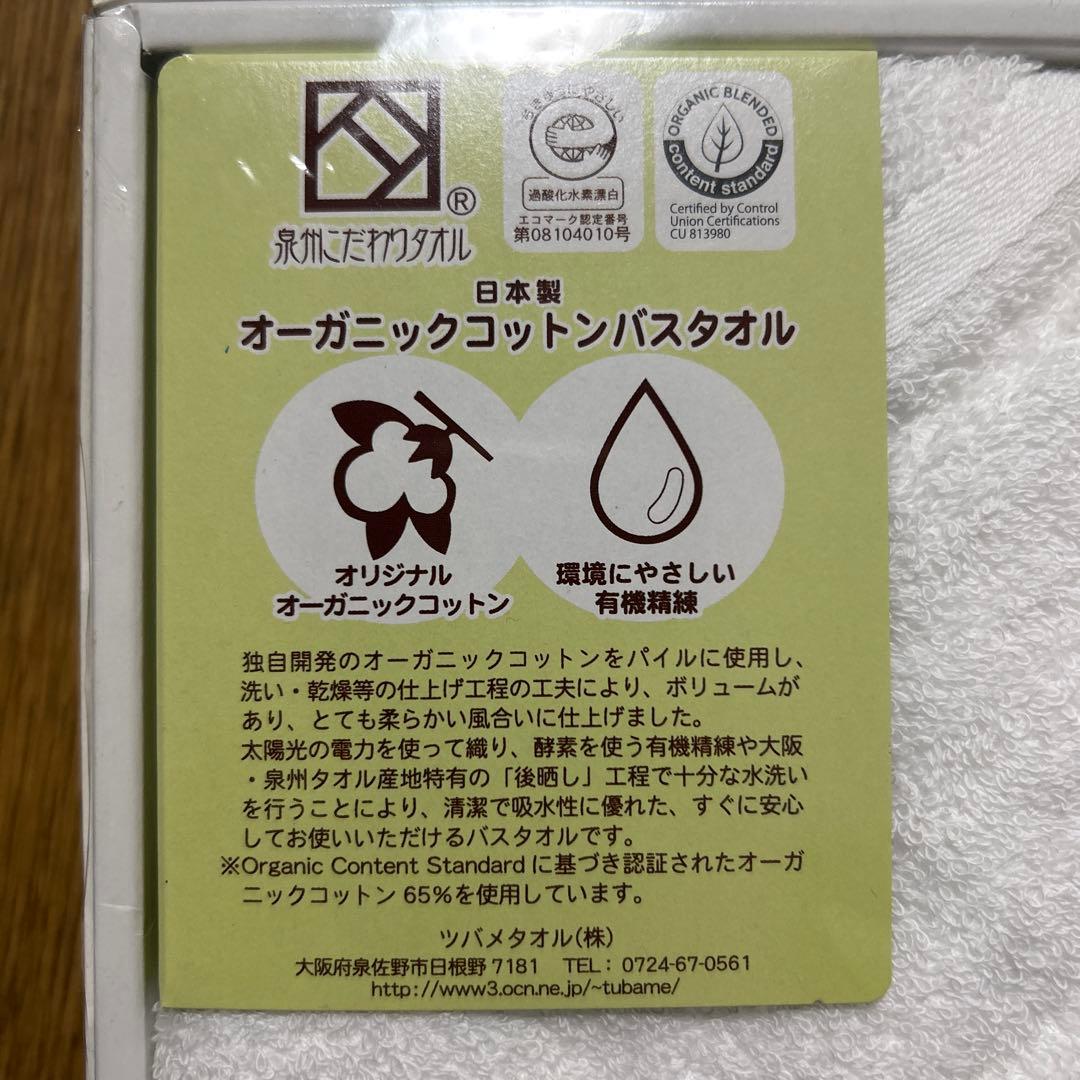 ®
泉州こだわりタオル
ちきゅうにやさしい
過酸化水素漂白
エコマーク認定番号
第08104010号
ORGANIC BLENDED
content standard
Certified by Control
Union Certifications
CU 813980
日本製
オーガニックコットンバスタオル
オリジナル
オーガニックコットン
環境にやさしい
有機精練
独自開発のオーガニックコットンをパイルに使用し、
洗い・乾燥等の仕上げ工程の工夫により、ボリュームが
あり、とても柔らかい風合いに仕上げました。
太陽光の電力を使って織り、酵素を使う有機精練や大阪
・泉州タオル産地特有の「後晒し」工程で十分な水洗い
を行うことにより、清潔で吸水性に優れた、すぐに安心
してお使いいただけるバスタオルです。
※Organic Content Standard に基づき認証されたオーガ
ニックコットン 65%を使用しています。
ツバメタオル(株)
大阪府泉佐野市日根野 7181 TEL: 0724-67-0561
http://www3.ocn.ne.jp/~tubame/